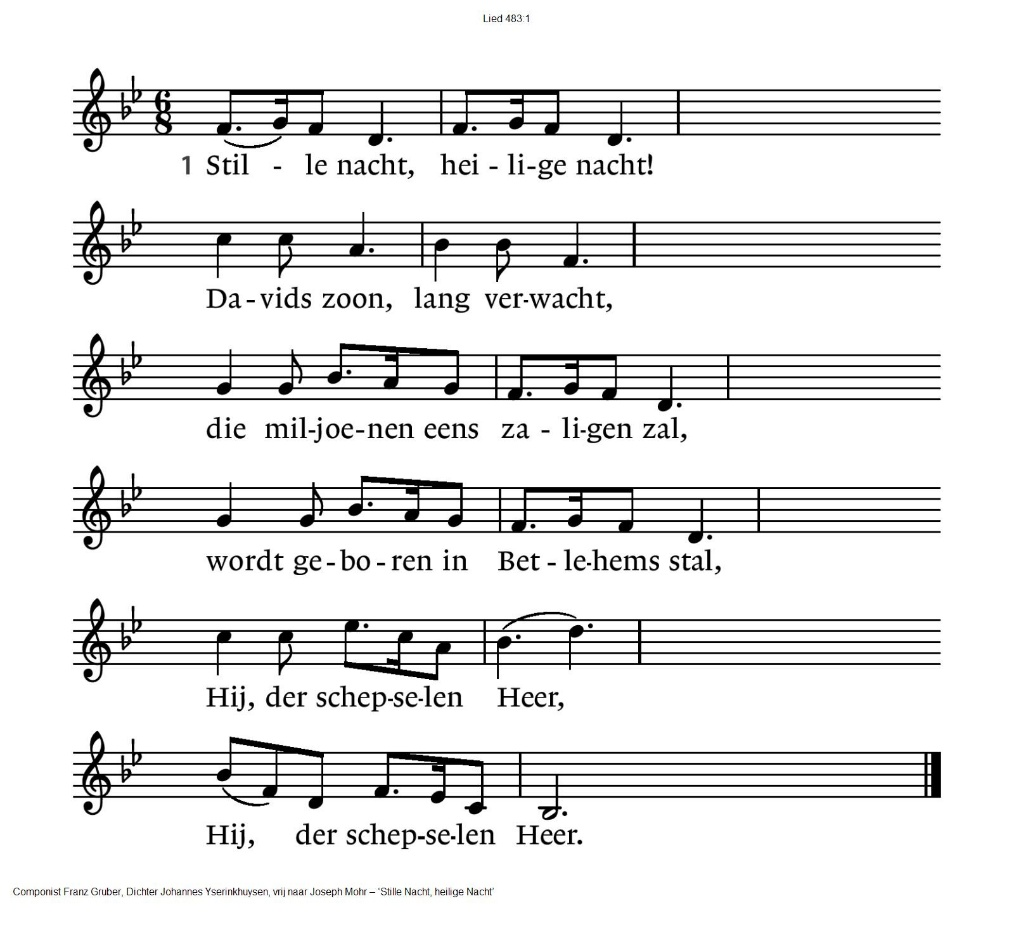 Lied 483:1
6
8
1 Stil - le nacht, hei - li-ge nacht!
Da-vids zoon, lang ver-wacht,
die mil-joe-nen eens za - li-gen zal,
wordt ge-bo-ren in Bet-le-hems stal,
Hij, der schep-se-len Heer,
Hij, der schep-se-len Heer.
Componist Franz Gruber, Dichter Johannes Yserinkhuysen, vrij naar Joseph Mohr – 'Stille Nacht, heilige Nacht'